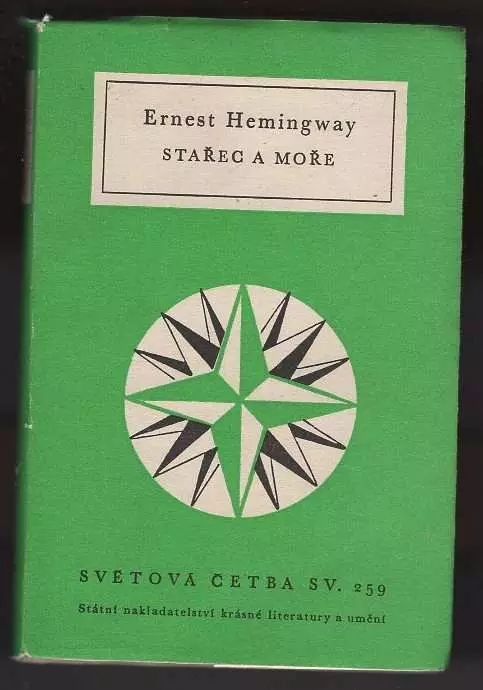 Ernest Hemingway
STAŘEC A MOŘE
SVĚTOVÁ ČETBA SV. 259
Státní nakladatelství krásné literatury a umění